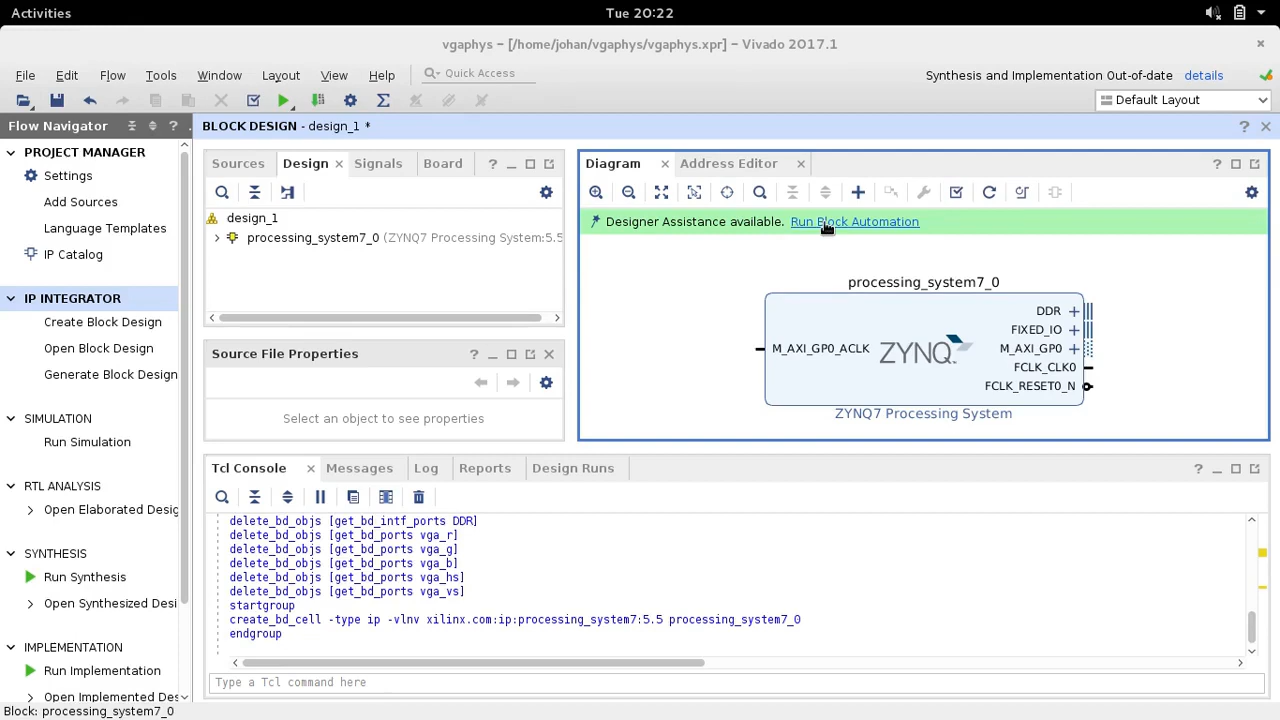 Activities
Tue 20:22
vgaphys – [/home/johan/vgaphys/vgaphys.xpr] – Vivado 2017.1
File Edit Flow Tools Window Layout View Help Quick Access
Synthesis and Implementation Out-of-date details
Default Layout
Flow Navigator
PROJECT MANAGER
Settings
Add Sources
Language Templates
IP Catalog
IP INTEGRATOR
Create Block Design
Open Block Design
Generate Block Design
SIMULATION
Run Simulation
RTL ANALYSIS
Open Elaborated Desig
SYNTHESIS
Run Synthesis
Open Synthesized Desi
IMPLEMENTATION
Run Implementation
Open Implemented Des
BLOCK DESIGN - design_1 *
Sources Design Signals Board
design_1
processing_system7_0 (ZYNQ7 Processing System:5.5
Source File Properties
Select an object to see properties
Diagram Address Editor
Designer Assistance available. Run Block Automation
processing_system7_0
DDR
FIXED_IO
M_AXI_GP0_ACLK
ZYNQ
M_AXI_GP0
FCLK_CLK0
FCLK_RESET0_N
ZYNQ7 Processing System
Tcl Console Messages Log Reports Design Runs
delete_bd_objs [get_bd_intf_ports DDR]
delete_bd_objs [get_bd_ports vga_r]
delete_bd_objs [get_bd_ports vga_g]
delete_bd_objs [get_bd_ports vga_b]
delete_bd_objs [get_bd_ports vga_hs]
delete_bd_objs [get_bd_ports vga_vs]
startgroup
create_bd_cell -type ip -vlnv xilinx.com:ip:processing_system7:5.5 processing_system7_0
endgroup
Type a Tcl command here
Block: processing_system7_0